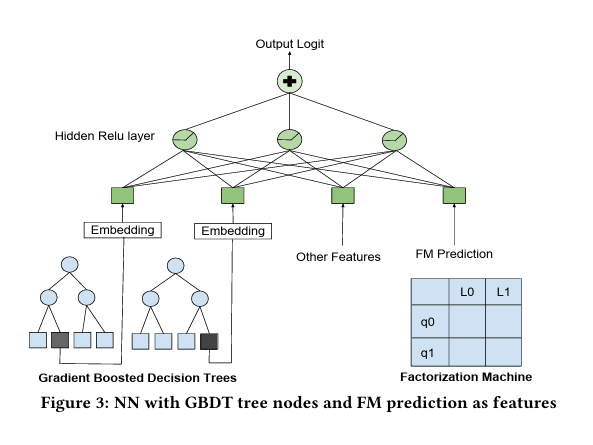 Output Logit
Hidden Relu layer
Embedding
Embedding
Other Features
FM Prediction
L0 L1
q0
q1
Gradient Boosted Decision Trees
Factorization Machine
Figure 3: NN with GBDT tree nodes and FM prediction as features